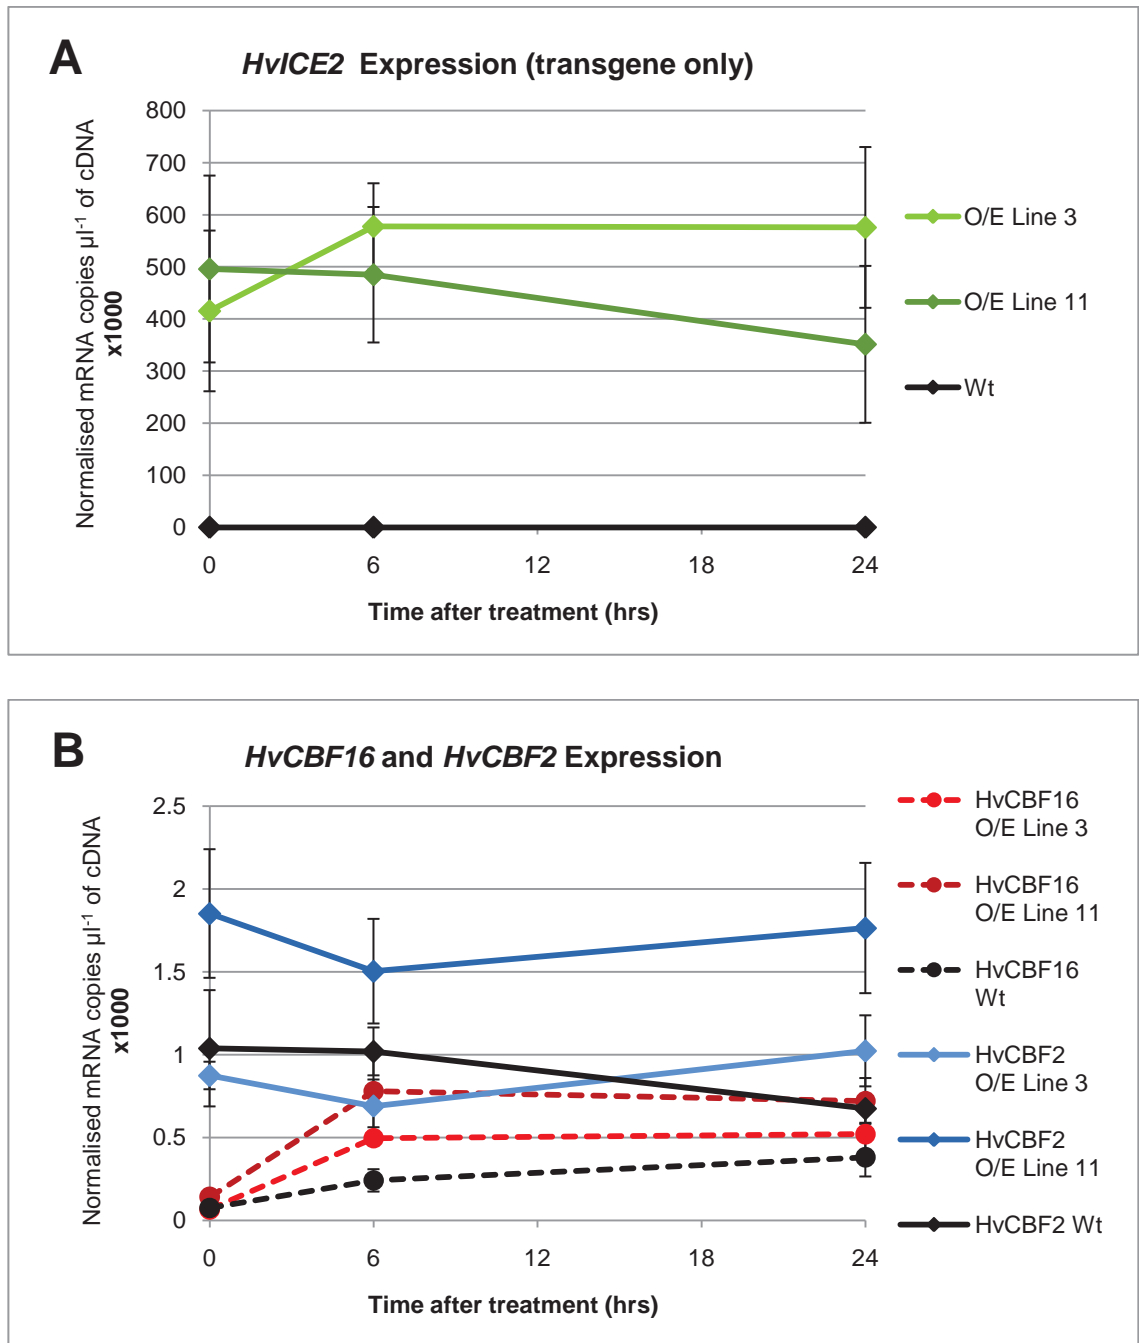 A
HvICE2 Expression (transgene only)
Normalised mRNA copies µl⁻¹ of cDNA
x1000
800
700
600
500
400
300
200
100
0
0 6 12 18 24
Time after treatment (hrs)
O/E Line 3
O/E Line 11
Wt
B
HvCBF16 and HvCBF2 Expression
Normalised mRNA copies µl⁻¹ of cDNA
x1000
2.5
2
1.5
1
0.5
0
0 6 12 18 24
Time after treatment (hrs)
HvCBF16
O/E Line 3
HvCBF16
O/E Line 11
HvCBF16
Wt
HvCBF2
O/E Line 3
HvCBF2
O/E Line 11
HvCBF2 Wt